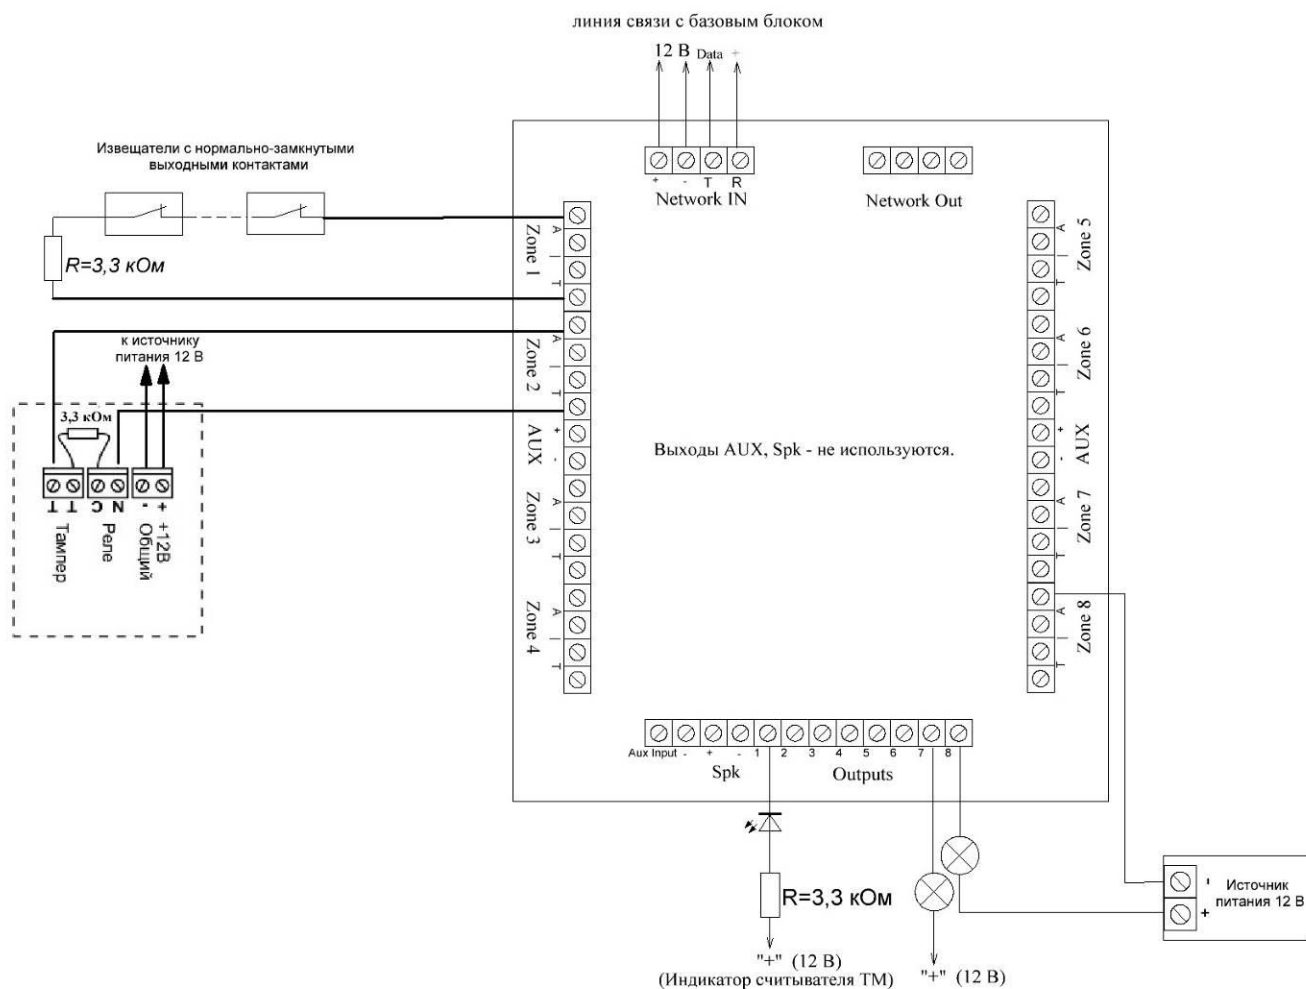 линия связи с базовым блоком
12 В Data +
+ - T R
Network IN
Network Out
Извещатели с нормально-замкнутыми
выходными контактами
R=3,3 кОм
A I T
Zone 1
к источнику
питания 12 В
A I T
Zone 2
3,3 кОм
T T C N - +
Тампер
Реле
Общий
+12В
+ -
AUX
A I T
Zone 3
A I T
Zone 4
Выходы AUX, Spk - не используются.
A I T
Zone 5
A I T
Zone 6
+ -
AUX
A I T
Zone 7
A I T
Zone 8
Aux Input - + - 1 2 3 4 5 6 7 8
Spk
Outputs
R=3,3 кОм
"+" (12 В)
(Индикатор считывателя ТМ)
"+" (12 В)
-
+
Источник
питания 12 В